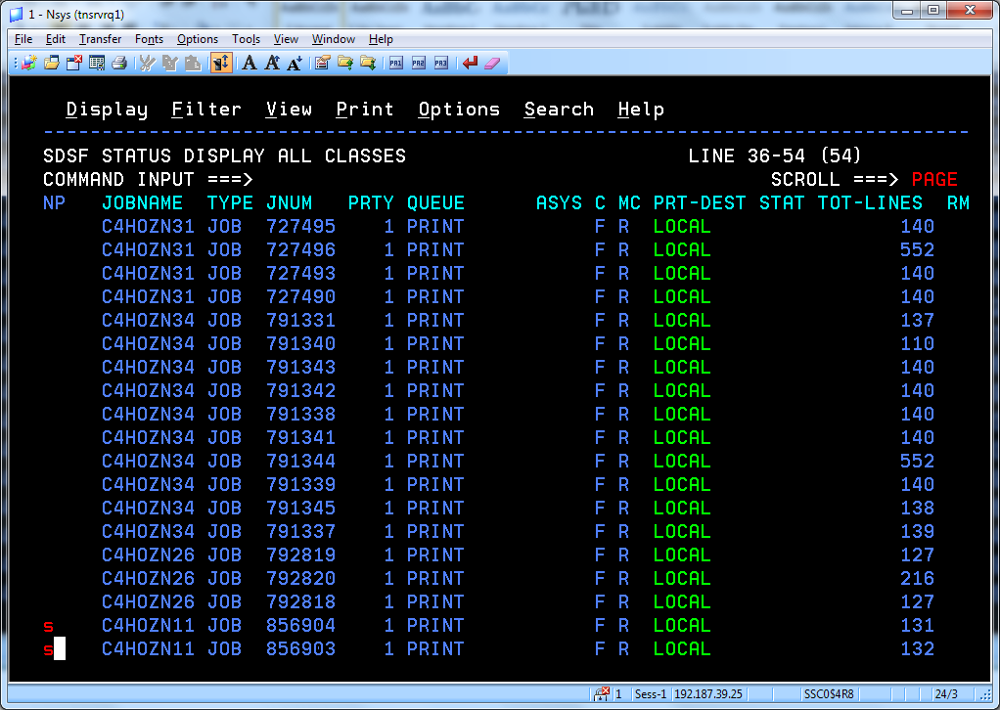 1 - Nsys (tnsrvrq1)
File Edit Transfer Fonts Options Tools View Window Help
PA1 PA2 PA3
Display Filter View Print Options Search Help
SDSF STATUS DISPLAY ALL CLASSES LINE 36-54 (54)
COMMAND INPUT ===> SCROLL ===> PAGE
NP JOBNAME TYPE JNUM PRTY QUEUE ASYS C MC PRT-DEST STAT TOT-LINES RM
C4HOZN31 JOB 727495 1 PRINT F R LOCAL 140
C4HOZN31 JOB 727496 1 PRINT F R LOCAL 552
C4HOZN31 JOB 727493 1 PRINT F R LOCAL 140
C4HOZN31 JOB 727490 1 PRINT F R LOCAL 140
C4HOZN34 JOB 791331 1 PRINT F R LOCAL 137
C4HOZN34 JOB 791340 1 PRINT F R LOCAL 110
C4HOZN34 JOB 791343 1 PRINT F R LOCAL 140
C4HOZN34 JOB 791342 1 PRINT F R LOCAL 140
C4HOZN34 JOB 791338 1 PRINT F R LOCAL 140
C4HOZN34 JOB 791341 1 PRINT F R LOCAL 140
C4HOZN34 JOB 791344 1 PRINT F R LOCAL 552
C4HOZN34 JOB 791339 1 PRINT F R LOCAL 140
C4HOZN34 JOB 791345 1 PRINT F R LOCAL 138
C4HOZN34 JOB 791337 1 PRINT F R LOCAL 139
C4HOZN26 JOB 792819 1 PRINT F R LOCAL 127
C4HOZN26 JOB 792820 1 PRINT F R LOCAL 216
C4HOZN26 JOB 792818 1 PRINT F R LOCAL 127
s C4HOZN11 JOB 856904 1 PRINT F R LOCAL 131
s C4HOZN11 JOB 856903 1 PRINT F R LOCAL 132
1 Sess-1 192.187.39.25 SSC0$4R8 24/3